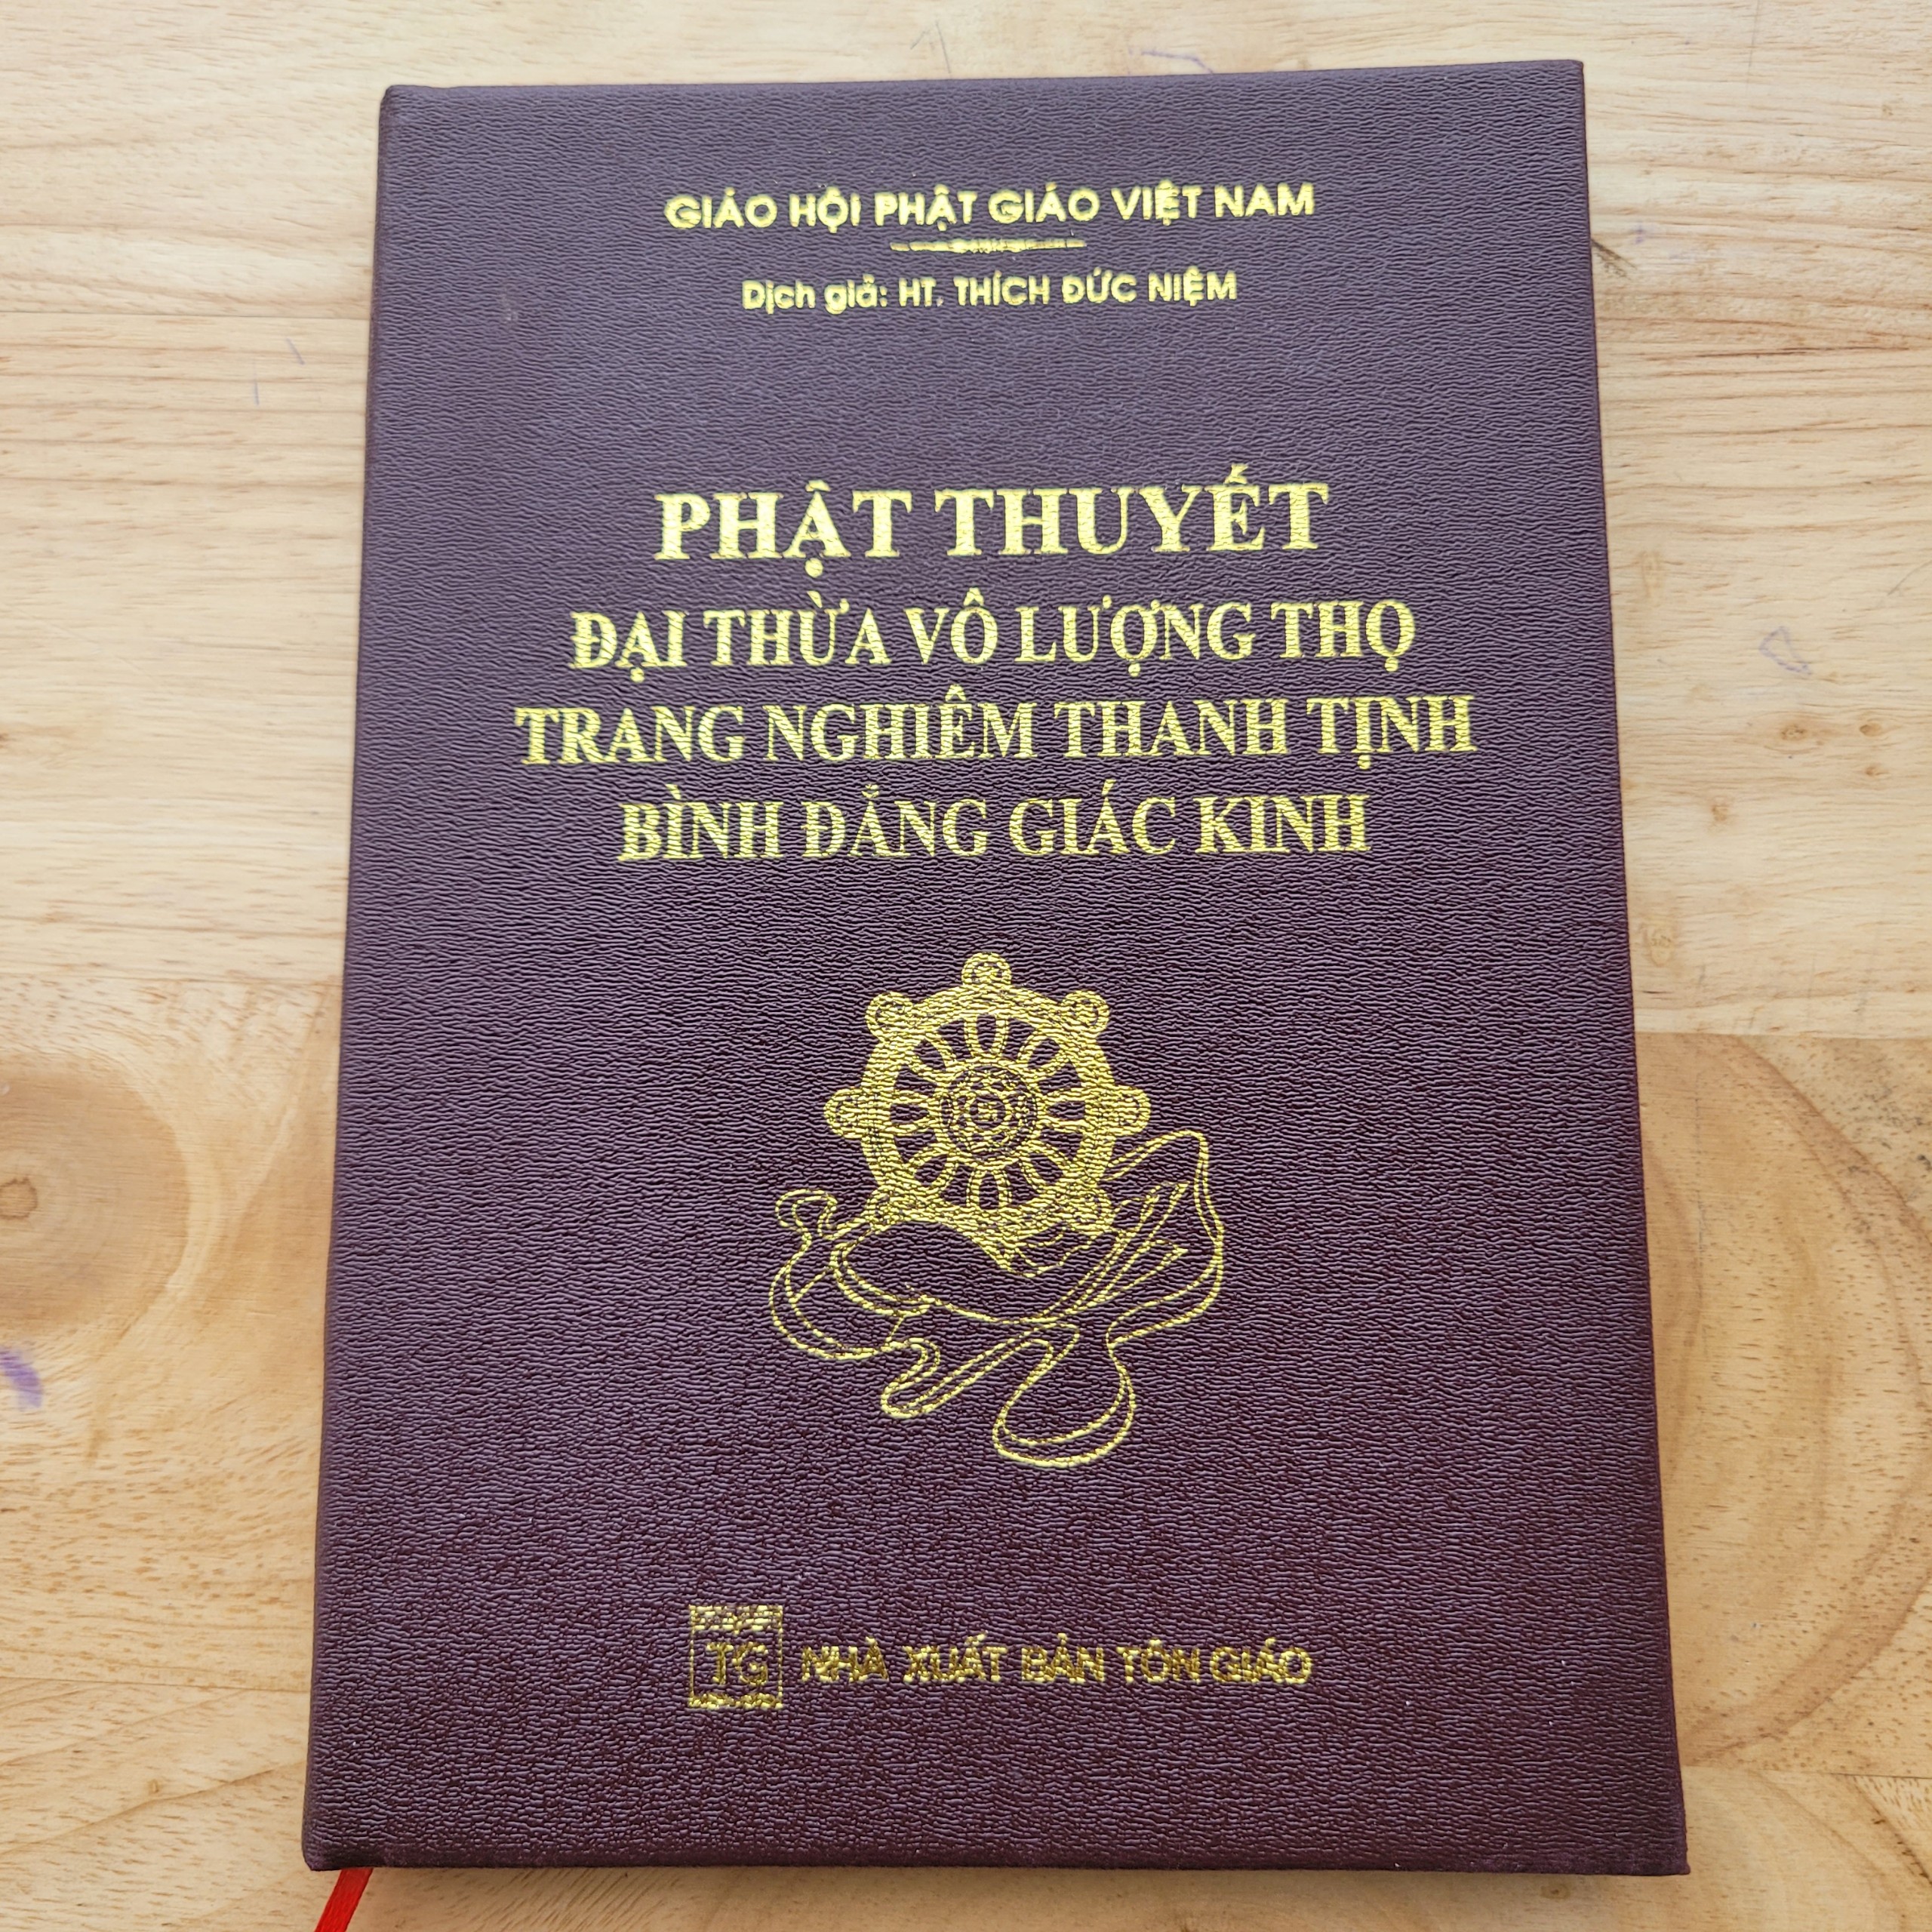 GIÁO HỘI PHẬT GIÁO VIỆT NAM
Dịch giả: HT. THÍCH ĐỨC NIỆM
PHẬT THUYẾT
ĐẠI THỪA VÔ LƯỢNG THỌ
TRANG NGHIÊM THANH TỊNH
BÌNH ĐẲNG GIÁC KINH
TG NHÀ XUẤT BẢN TÔN GIÁO